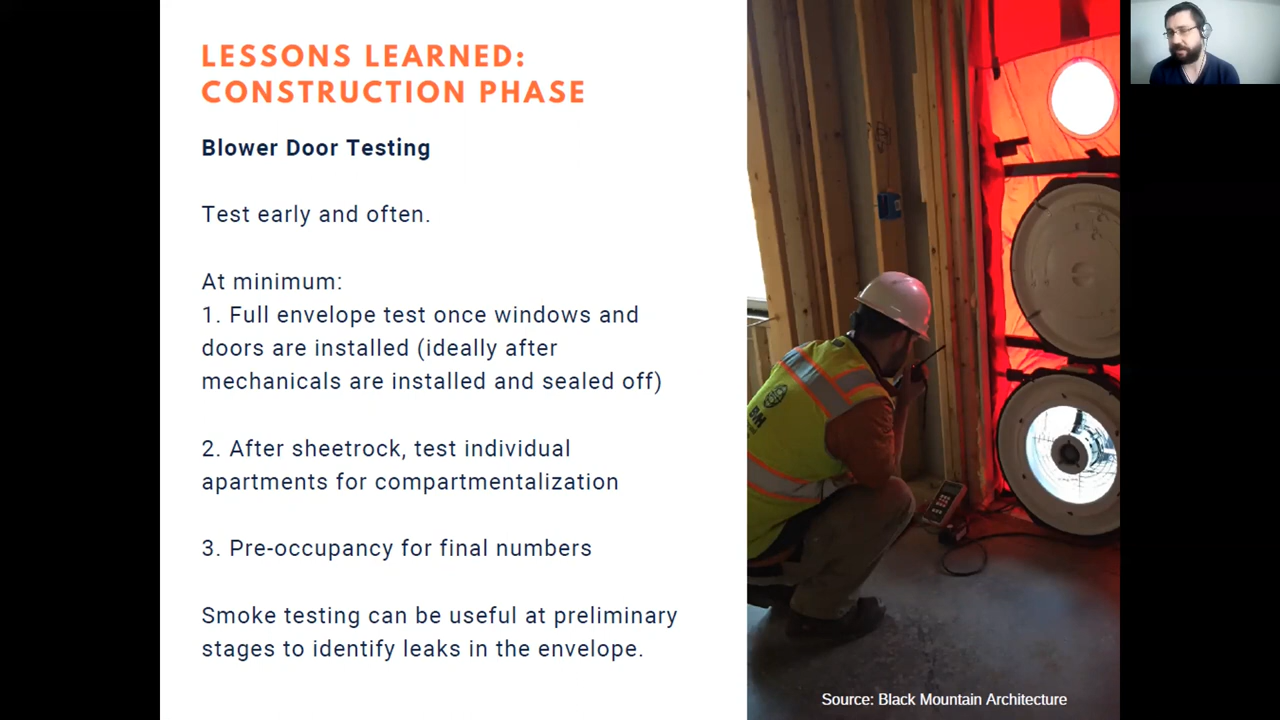 LESSONS LEARNED:
CONSTRUCTION PHASE
Blower Door Testing
Test early and often.
At minimum:
1. Full envelope test once windows and
doors are installed (ideally after
mechanicals are installed and sealed off)
2. After sheetrock, test individual
apartments for compartmentalization
3. Pre-occupancy for final numbers
Smoke testing can be useful at preliminary
stages to identify leaks in the envelope.
Source: Black Mountain Architecture